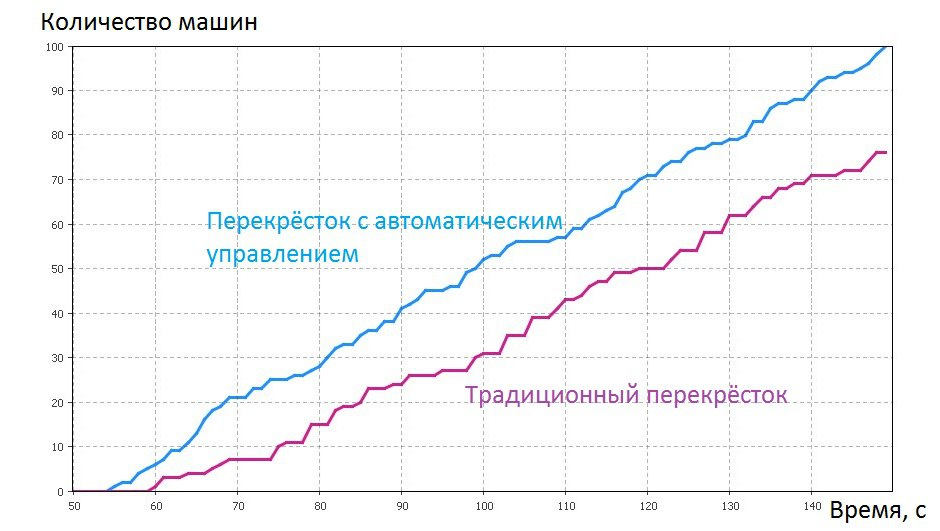 Количество машин
100
90
80
70
60
Перекрёсток с автоматическим
управлением
50
40
30
Традиционный перекрёсток
20
10
0
50 60 70 80 90 100 110 120 130 140 Время, с